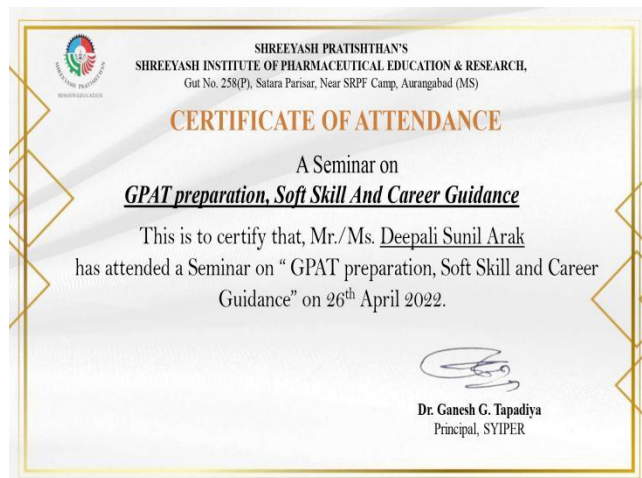 SHREEYASH PRATISHTHAN'S
SHREEYASH INSTITUTE OF PHARMACEUTICAL EDUCATION & RESEARCH,
Gut No. 258(P), Satara Parisar, Near SRPF Camp, Aurangabad (MS)
CERTIFICATE OF ATTENDANCE
A Seminar on
GPAT preparation, Soft Skill And Career Guidance
This is to certify that, Mr./Ms. Deepali Sunil Arak
has attended a Seminar on “ GPAT preparation, Soft Skill and Career
Guidance” on 26th April 2022.
Dr. Ganesh G. Tapadiya
Principal, SYIPER